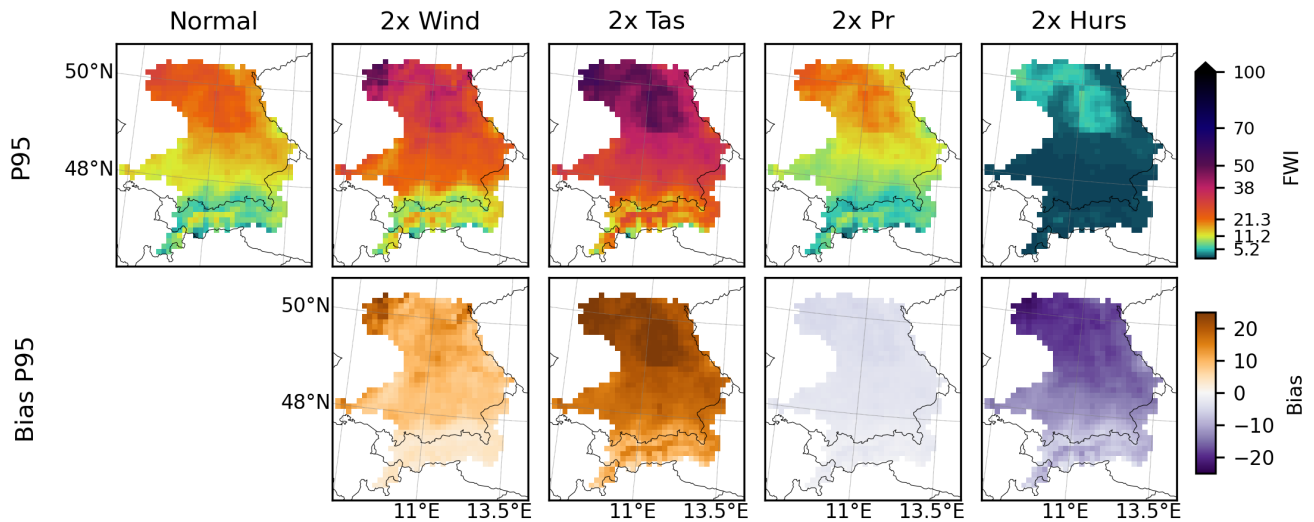 Normal
2x Wind
2x Tas
2x Pr
2x Hurs
P95
50°N
48°N
100
70
50
38
21.3
11.2
5.2
FWI
Bias P95
50°N
48°N
20
10
0
−10
−20
Bias
11°E 13.5°E
11°E 13.5°E
11°E 13.5°E
11°E 13.5°E